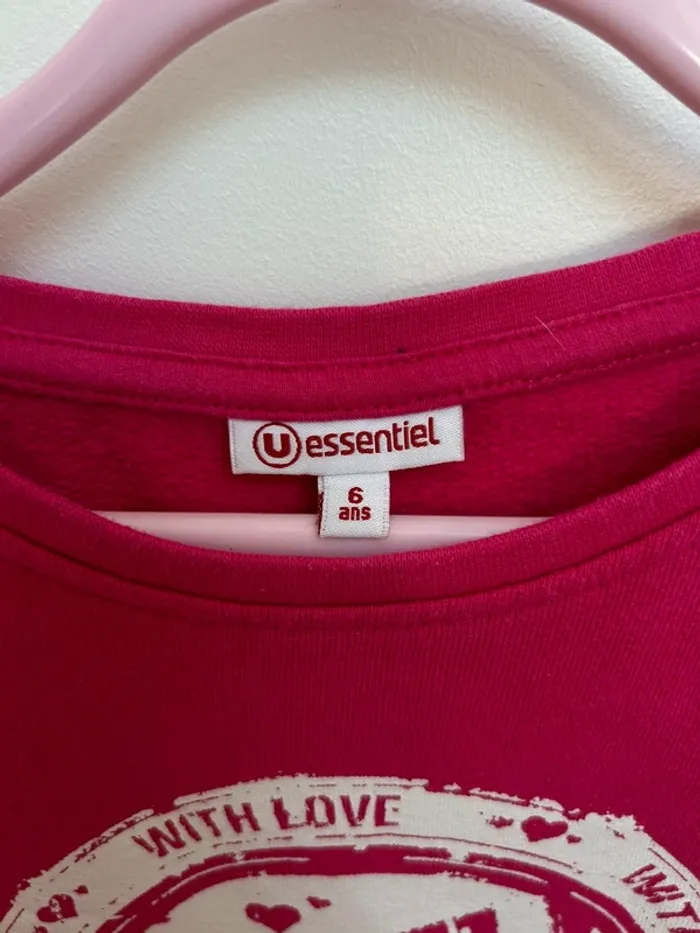 U essentiel
6
ans
WITH LOVE